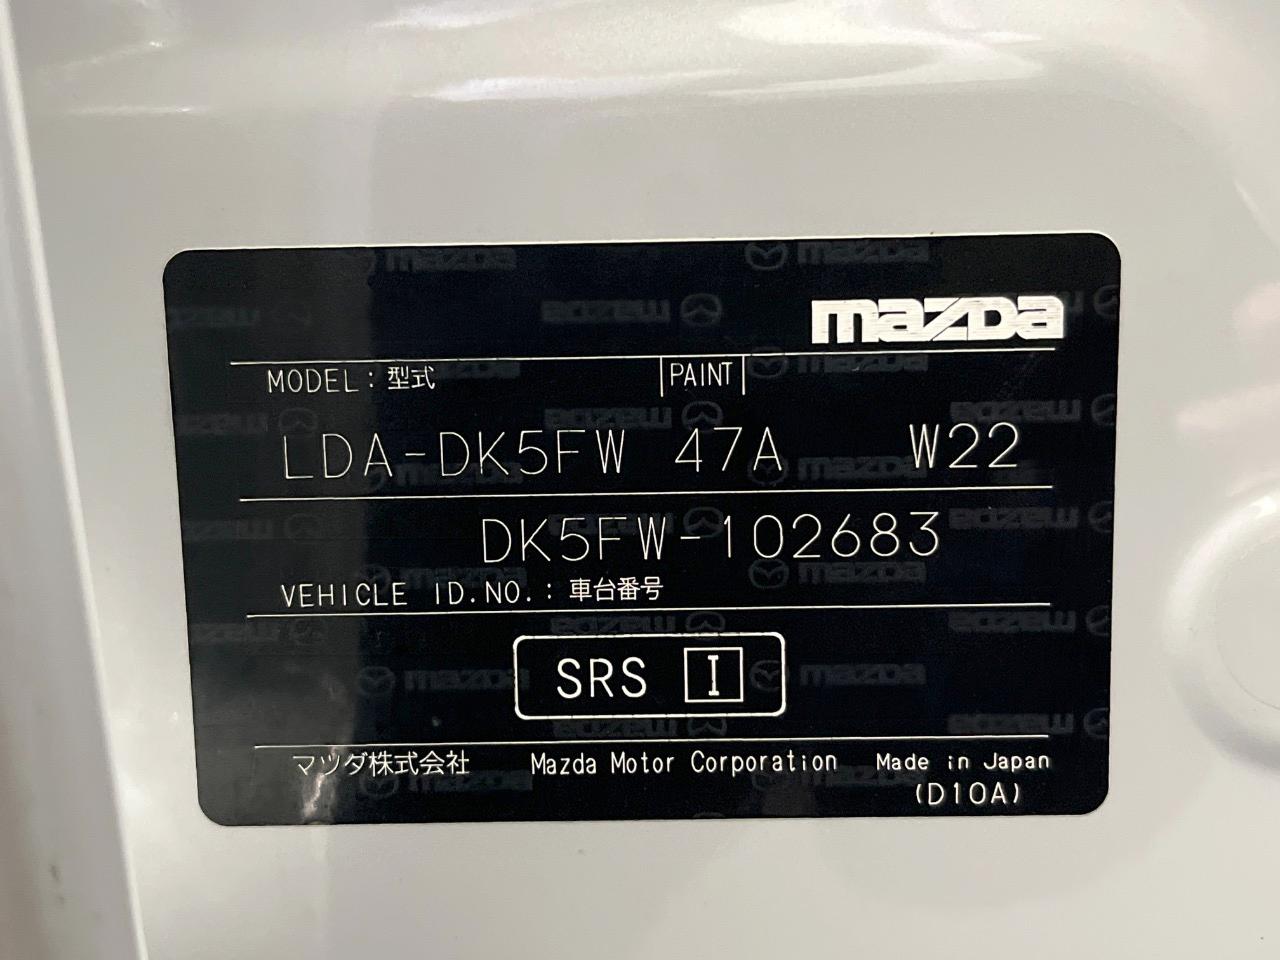 mazda
MODEL : 型式 PAINT
LDA-DK5FW 47A W22
DK5FW-102683
VEHICLE ID.NO. : 車台番号
SRS I
マツダ株式会社 Mazda Motor Corporation Made in Japan
(D10A)